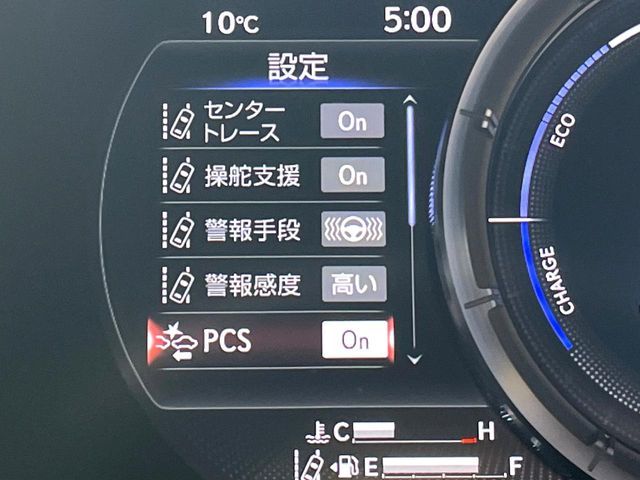 10℃ 5:00
設定
センター
トレース On
操舵支援 On
警報手段
警報感度 高い
PCS On
ECO
CHARGE
C H
E F